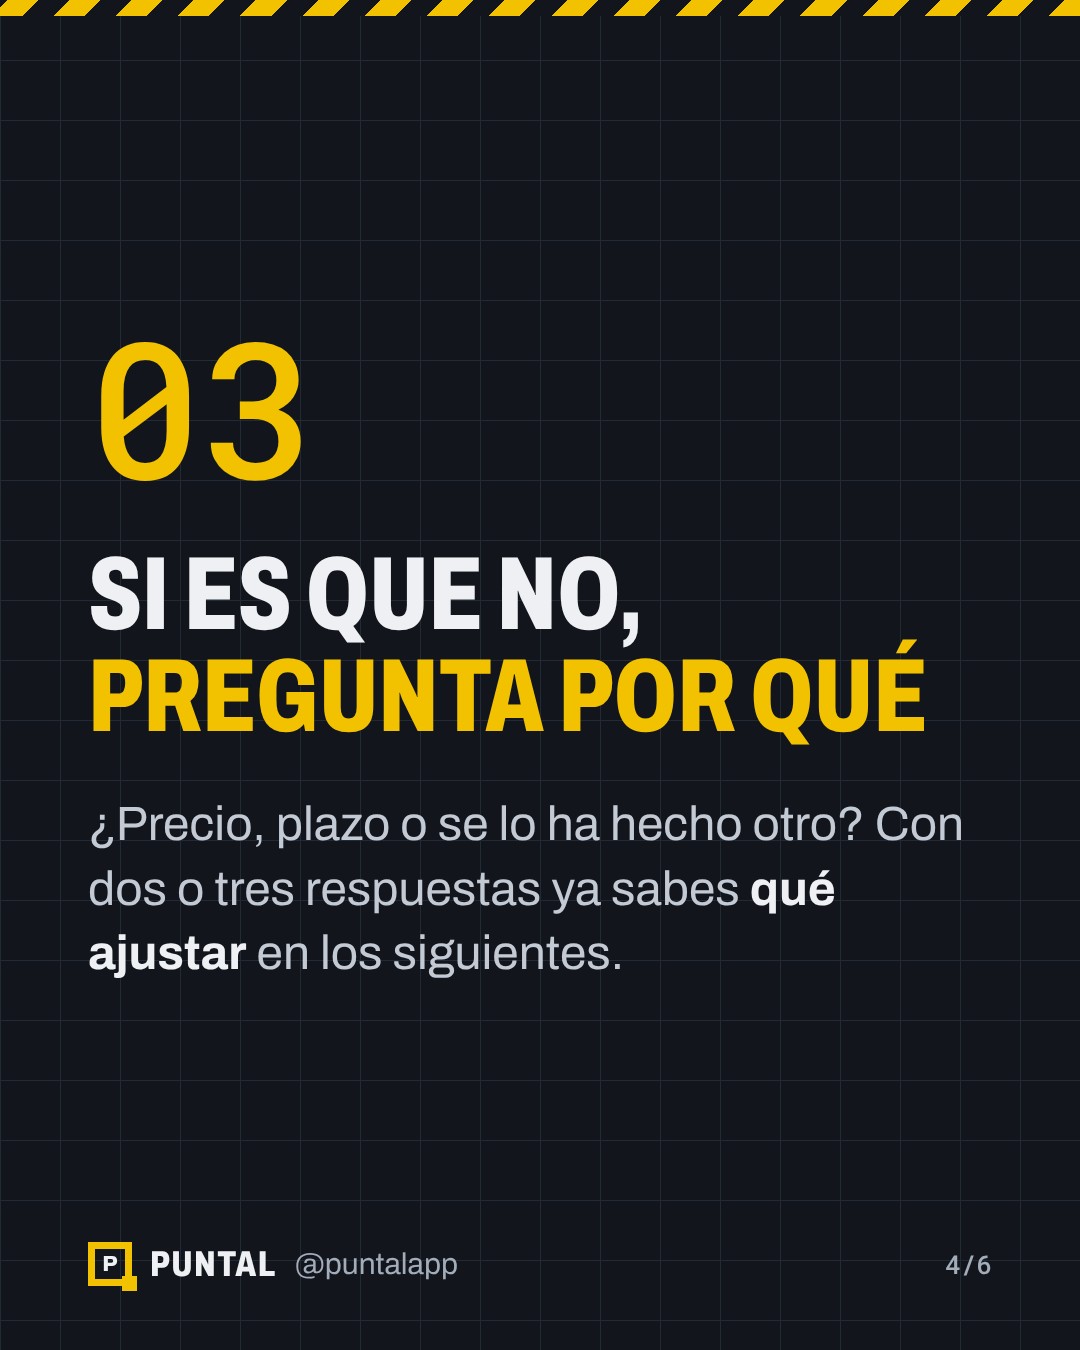 03
SI ES QUE NO,
PREGUNTA POR QUÉ
¿Precio, plazo o se lo ha hecho otro? Con
dos o tres respuestas ya sabes qué
ajustar en los siguientes.
P PUNTAL @puntalapp 4/6